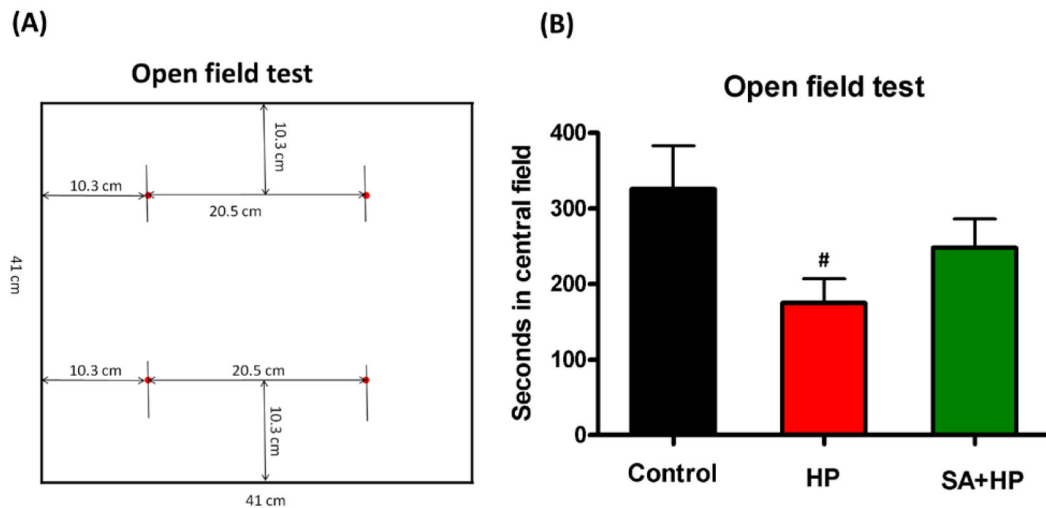 (A)
Open field test
10.3 cm
10.3 cm
20.5 cm
41 cm
10.3 cm
20.5 cm
10.3 cm
41 cm
(B)
Open field test
Seconds in central field
400
300
200
100
0
#
Control
HP
SA+HP